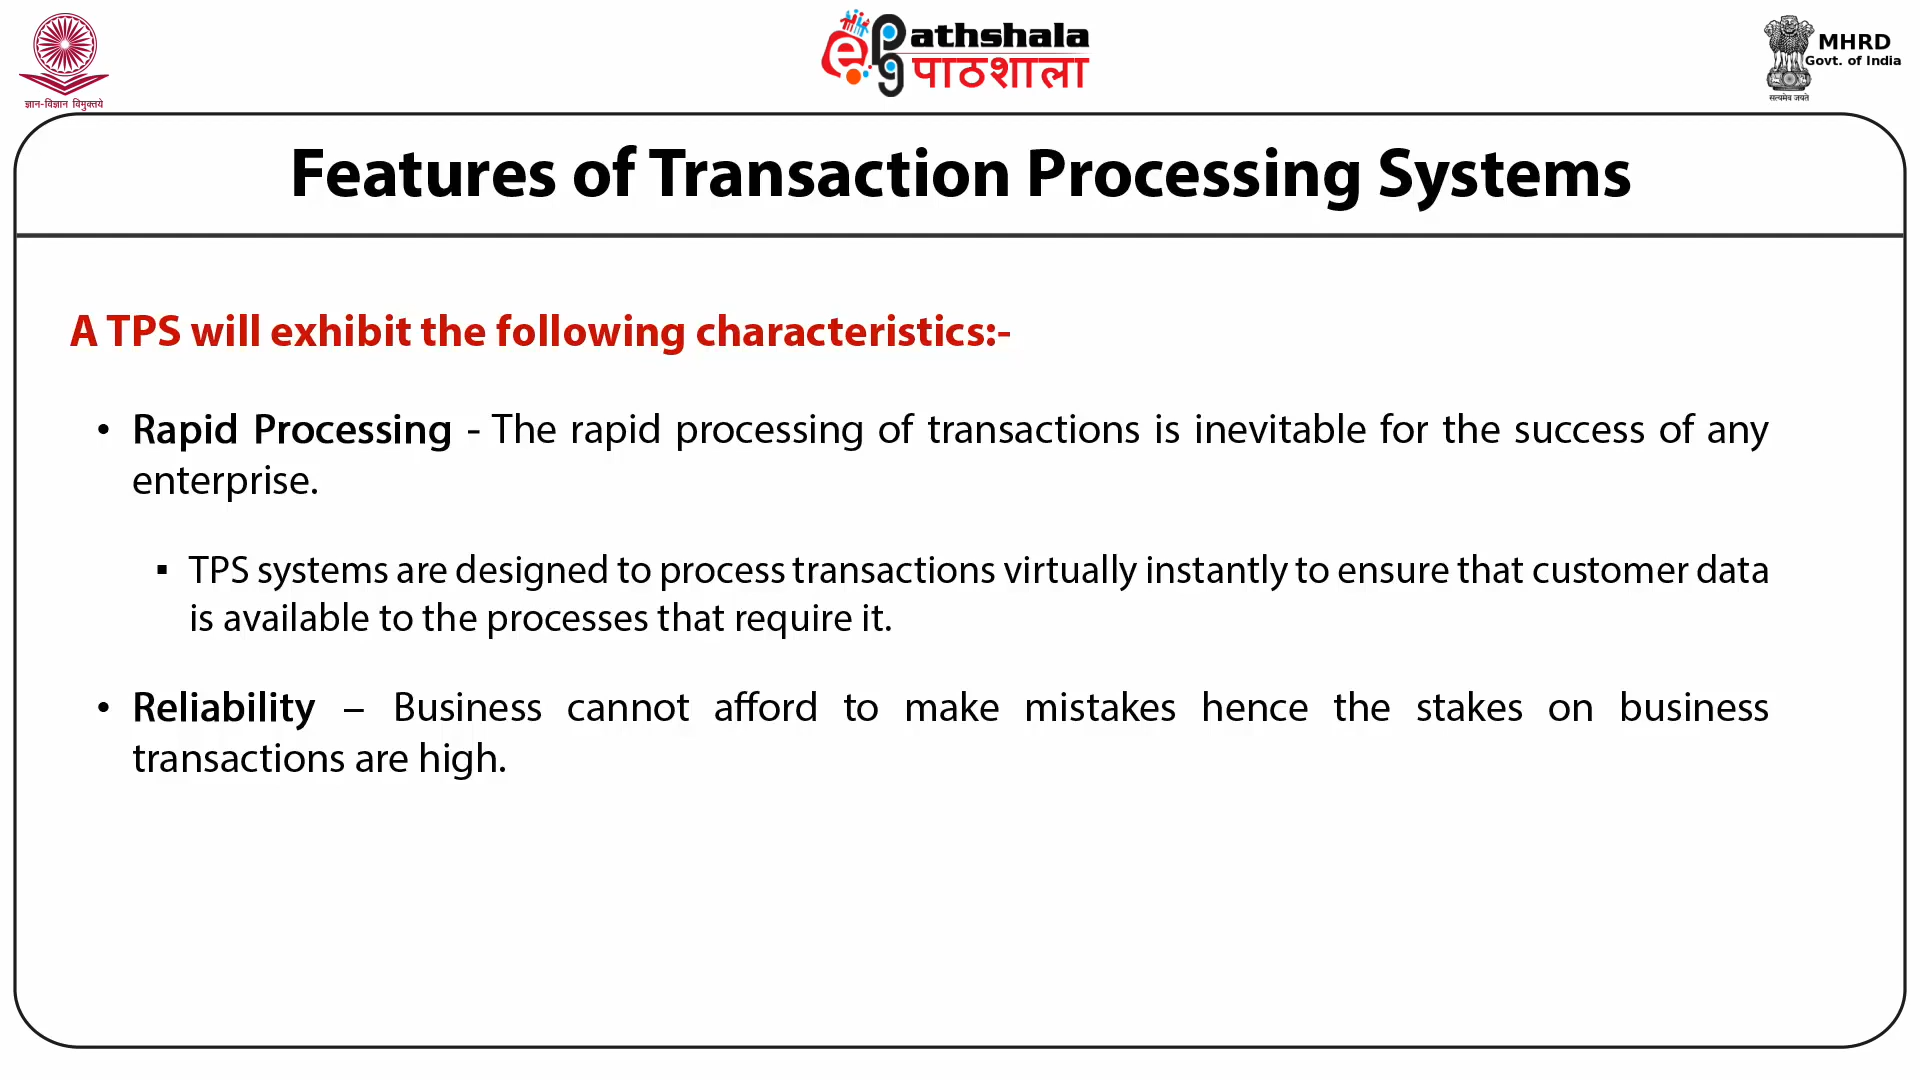 ज्ञान-विज्ञान विमुक्तये
ePg Pathshala
पाठशाला
MHRD
Govt. of India
सत्यमेव जयते
Features of Transaction Processing Systems
A TPS will exhibit the following characteristics:-
• Rapid Processing - The rapid processing of transactions is inevitable for the success of any
enterprise.
▪ TPS systems are designed to process transactions virtually instantly to ensure that customer data
is available to the processes that require it.
• Reliability – Business cannot afford to make mistakes hence the stakes on business
transactions are high.